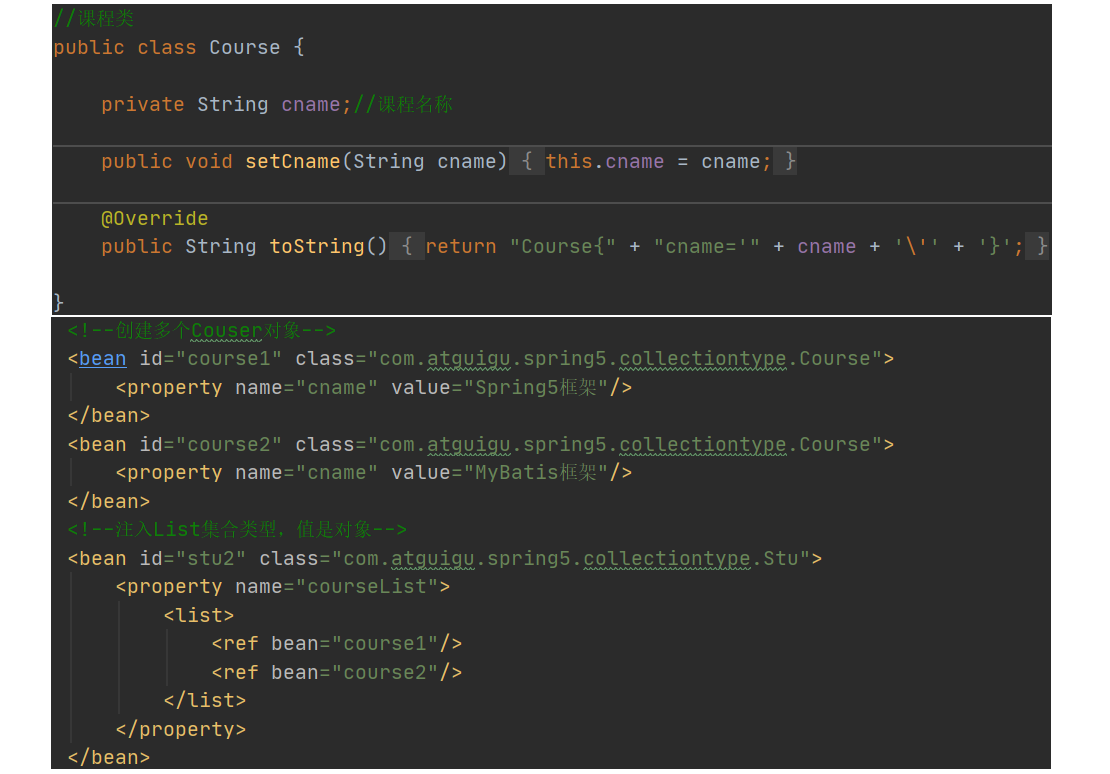 //课程类
public class Course {
private String cname;//课程名称
public void setCname(String cname) { this.cname = cname; }
@Override
public String toString() { return "Course{" + "cname='" + cname + '\'' + '}'; }
}
<!--创建多个Couser对象-->
<bean id="course1" class="com.atguigu.spring5.collectiontype.Course">
<property name="cname" value="Spring5框架"/>
</bean>
<bean id="course2" class="com.atguigu.spring5.collectiontype.Course">
<property name="cname" value="MyBatis框架"/>
</bean>
<!--注入List集合类型，值是对象-->
<bean id="stu2" class="com.atguigu.spring5.collectiontype.Stu">
<property name="courseList">
<list>
<ref bean="course1"/>
<ref bean="course2"/>
</list>
</property>
</bean>